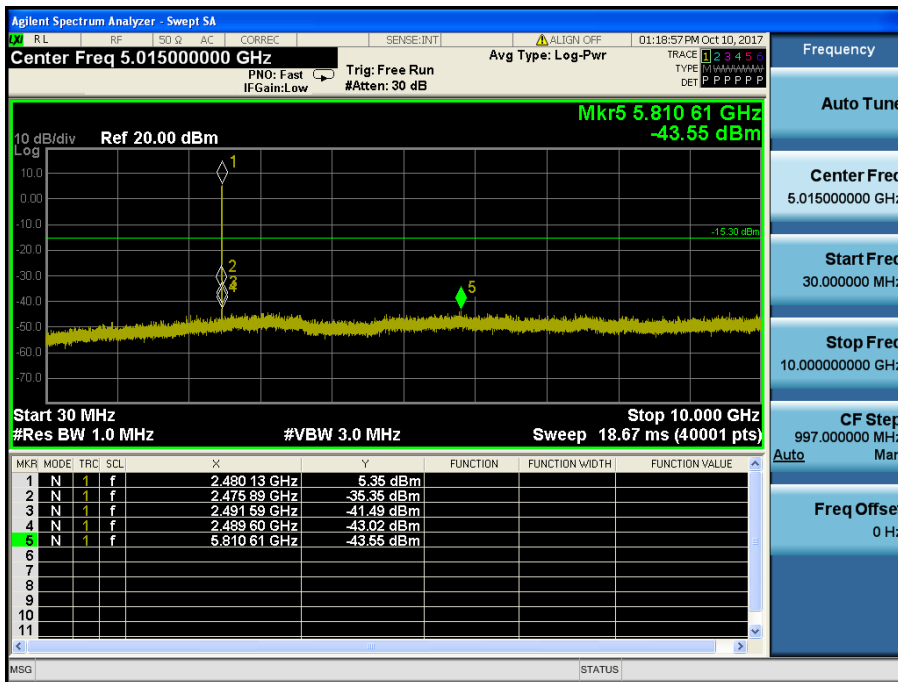 Agilent Spectrum Analyzer - Swept SA
LXI RL RF 50 Ω AC CORREC SENSE:INT ALIGN OFF 01:18:57 PM Oct 10, 2017
Center Freq 5.015000000 GHz
PNO: Fast
IFGain:Low
Trig: Free Run
#Atten: 30 dB
Avg Type: Log-Pwr
TRACE 1 2 3 4 5 6
TYPE MWWWWW
DET P P P P P P
Mkr5 5.810 61 GHz
-43.55 dBm
10 dB/div Ref 20.00 dBm
Log
10.0
0.00
-10.0
-20.0
-30.0
-40.0
-50.0
-60.0
-70.0
1
2
5
-15.30 dBm
Start 30 MHz Stop 10.000 GHz
#Res BW 1.0 MHz #VBW 3.0 MHz Sweep 18.67 ms (40001 pts)
MKR MODE TRC SCL X Y FUNCTION FUNCTION WIDTH FUNCTION VALUE
1 N 1 f 2.480 13 GHz 5.35 dBm
2 N 1 f 2.475 89 GHz -35.35 dBm
3 N 1 f 2.491 59 GHz -41.49 dBm
4 N 1 f 2.489 60 GHz -43.02 dBm
5 N 1 f 5.810 61 GHz -43.55 dBm
6
7
8
9
10
11
MSG STATUS
Frequency
Auto Tune
Center Freq
5.015000000 GHz
Start Freq
30.000000 MHz
Stop Freq
10.000000000 GHz
CF Step
997.000000 MHz
Auto Man
Freq Offset
0 Hz